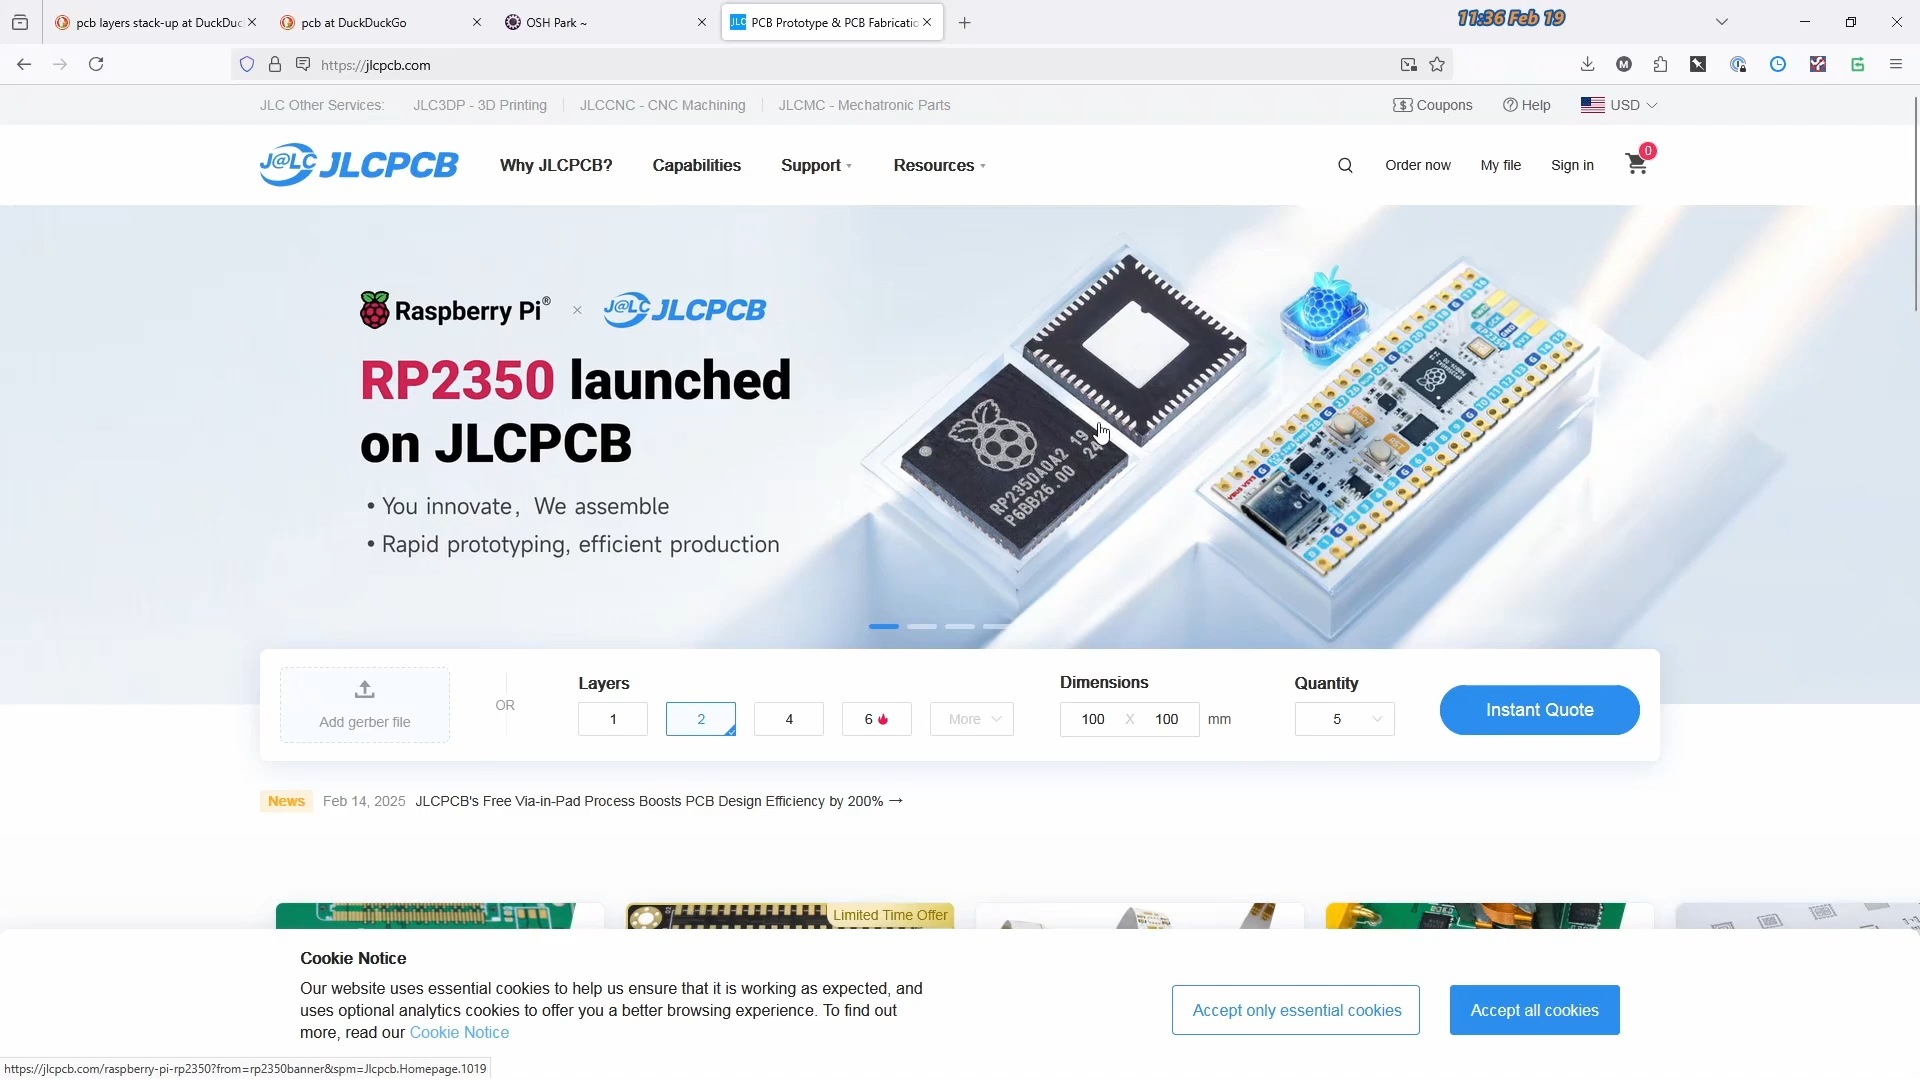 pcb layers stack-up at DuckDuc
pcb at DuckDuckGo
OSH Park ~
JLC PCB Prototype & PCB Fabricatio
11:36 Feb 19
https://jlcpcb.com
JLC Other Services:
JLC3DP - 3D Printing
JLCCNC - CNC Machining
JLCMC - Mechatronic Parts
Coupons
Help
USD
J@LC JLCPCB
Why JLCPCB?
Capabilities
Support
Resources
Order now
My file
Sign in
0
Raspberry Pi® × J@LC JLCPCB
RP2350 launched
on JLCPCB
• You innovate, We assemble
• Rapid prototyping, efficient production
RP2350A0A2
P6BB26.00
Add gerber file
OR
Layers
1
2
4
6
More
Dimensions
100 X 100 mm
Quantity
5
Instant Quote
News
Feb 14, 2025
JLCPCB's Free Via-in-Pad Process Boosts PCB Design Efficiency by 200% →
Limited Time Offer
Cookie Notice
Our website uses essential cookies to help us ensure that it is working as expected, and
uses optional analytics cookies to offer you a better browsing experience. To find out
more, read our Cookie Notice
Accept only essential cookies
Accept all cookies
https://jlcpcb.com/raspberry-pi-rp2350?from=rp2350banner&spm=Jlcpcb.Homepage.1019